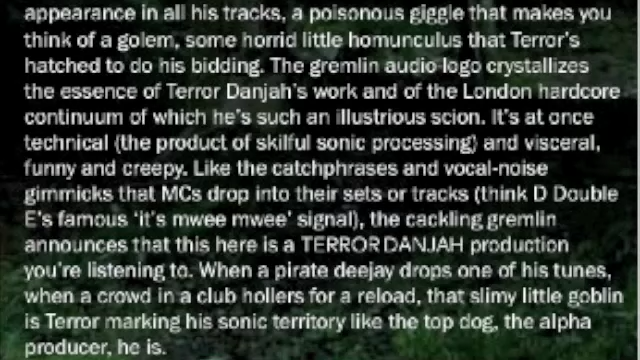 appearance in all his tracks, a poisonous giggle that makes you
think of a golem, some horrid little homunculus that Terror's
hatched to do his bidding. The gremlin audio-logo crystallizes
the essence of Terror Danjah's work and of the London hardcore
continuum of which he's such an illustrious scion. It's at once
technical (the product of skilful sonic processing) and visceral,
funny and creepy. Like the catchphrases and vocal-noise
gimmicks that MCs drop into their sets or tracks (think D Double
E's famous 'it's mwee mwee' signal), the cackling gremlin
announces that this here is a TERROR DANJAH production
you're listening to. When a pirate deejay drops one of his tunes,
when a crowd in a club hollers for a reload, that slimy little goblin
is Terror marking his sonic territory like the top dog, the alpha
producer, he is.